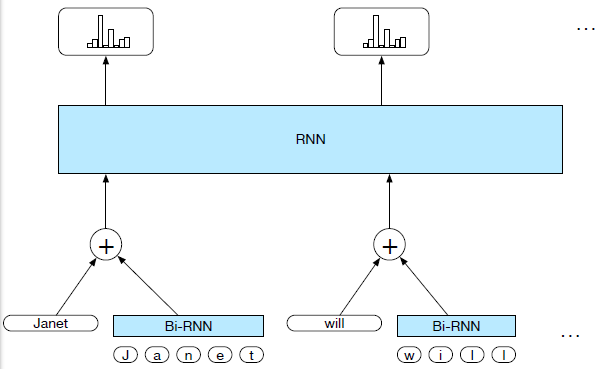 ...
RNN
+ +
Janet Bi-RNN will Bi-RNN ...
J a n e t w i l l